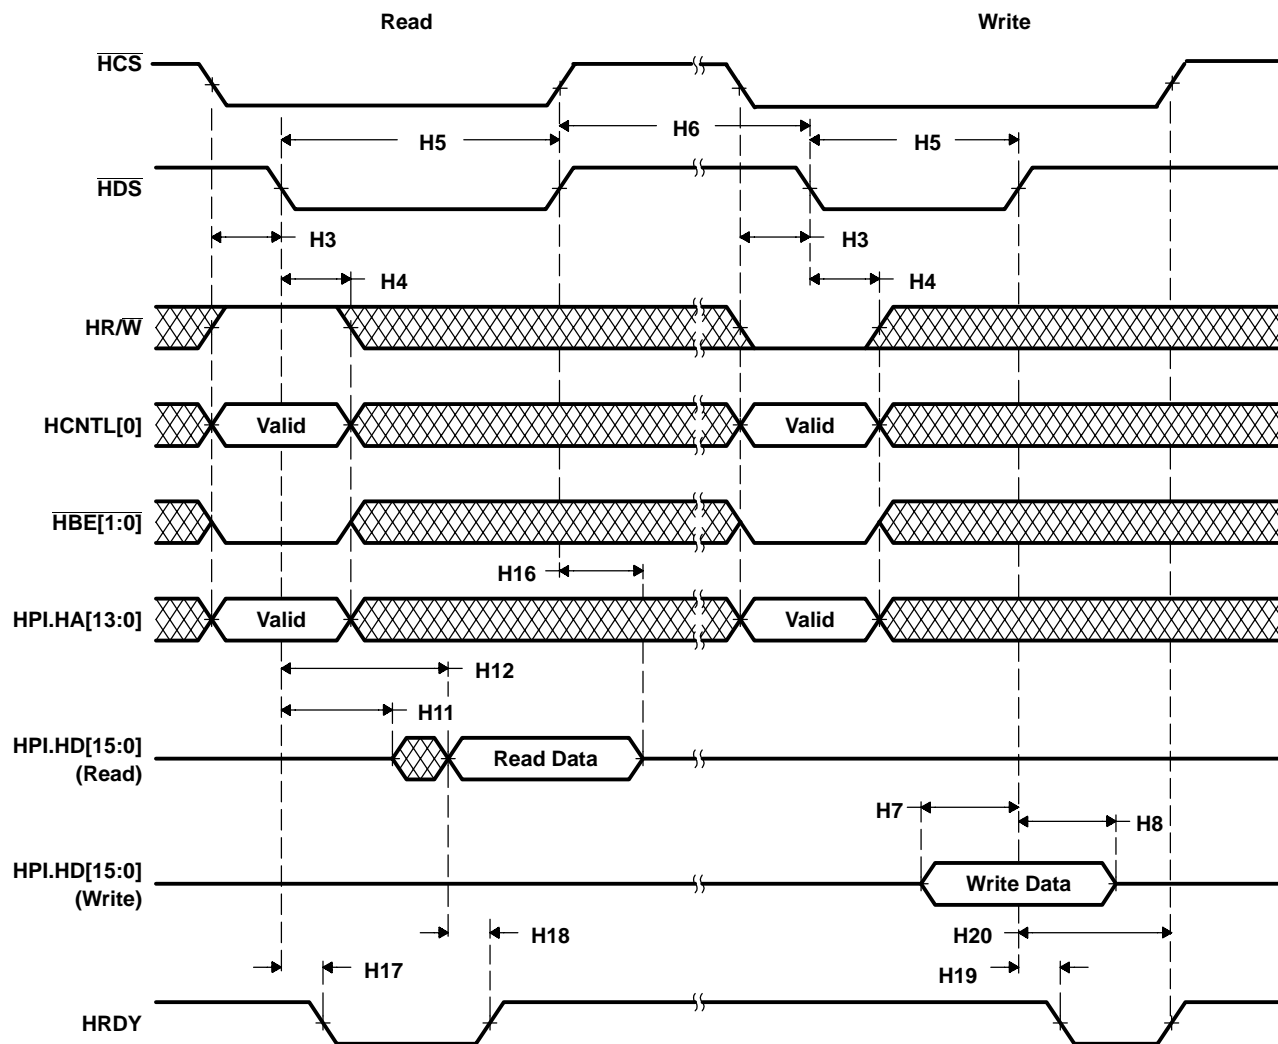 Read Write
HCS
H6
H5 H5
HDS
H3 H3
H4 H4
HR/W
HCNTL[0] Valid Valid
HBE[1:0]
H16
HPI.HA[13:0] Valid Valid
H12
H11
HPI.HD[15:0]
(Read)
Read Data
H7 H8
HPI.HD[15:0]
(Write)
Write Data
H18 H20
H17 H19
HRDY